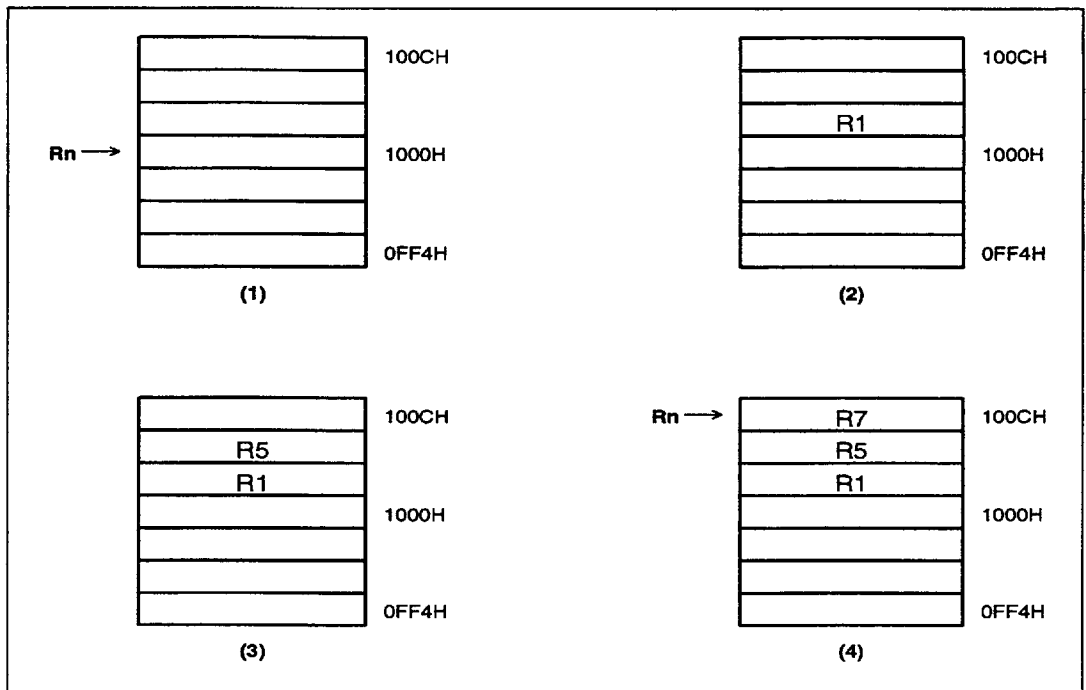 100CH
Rn
1000H
0FF4H
(1)
100CH
R1
1000H
0FF4H
(2)
100CH
R5
R1
1000H
0FF4H
(3)
Rn
R7
100CH
R5
R1
1000H
0FF4H
(4)